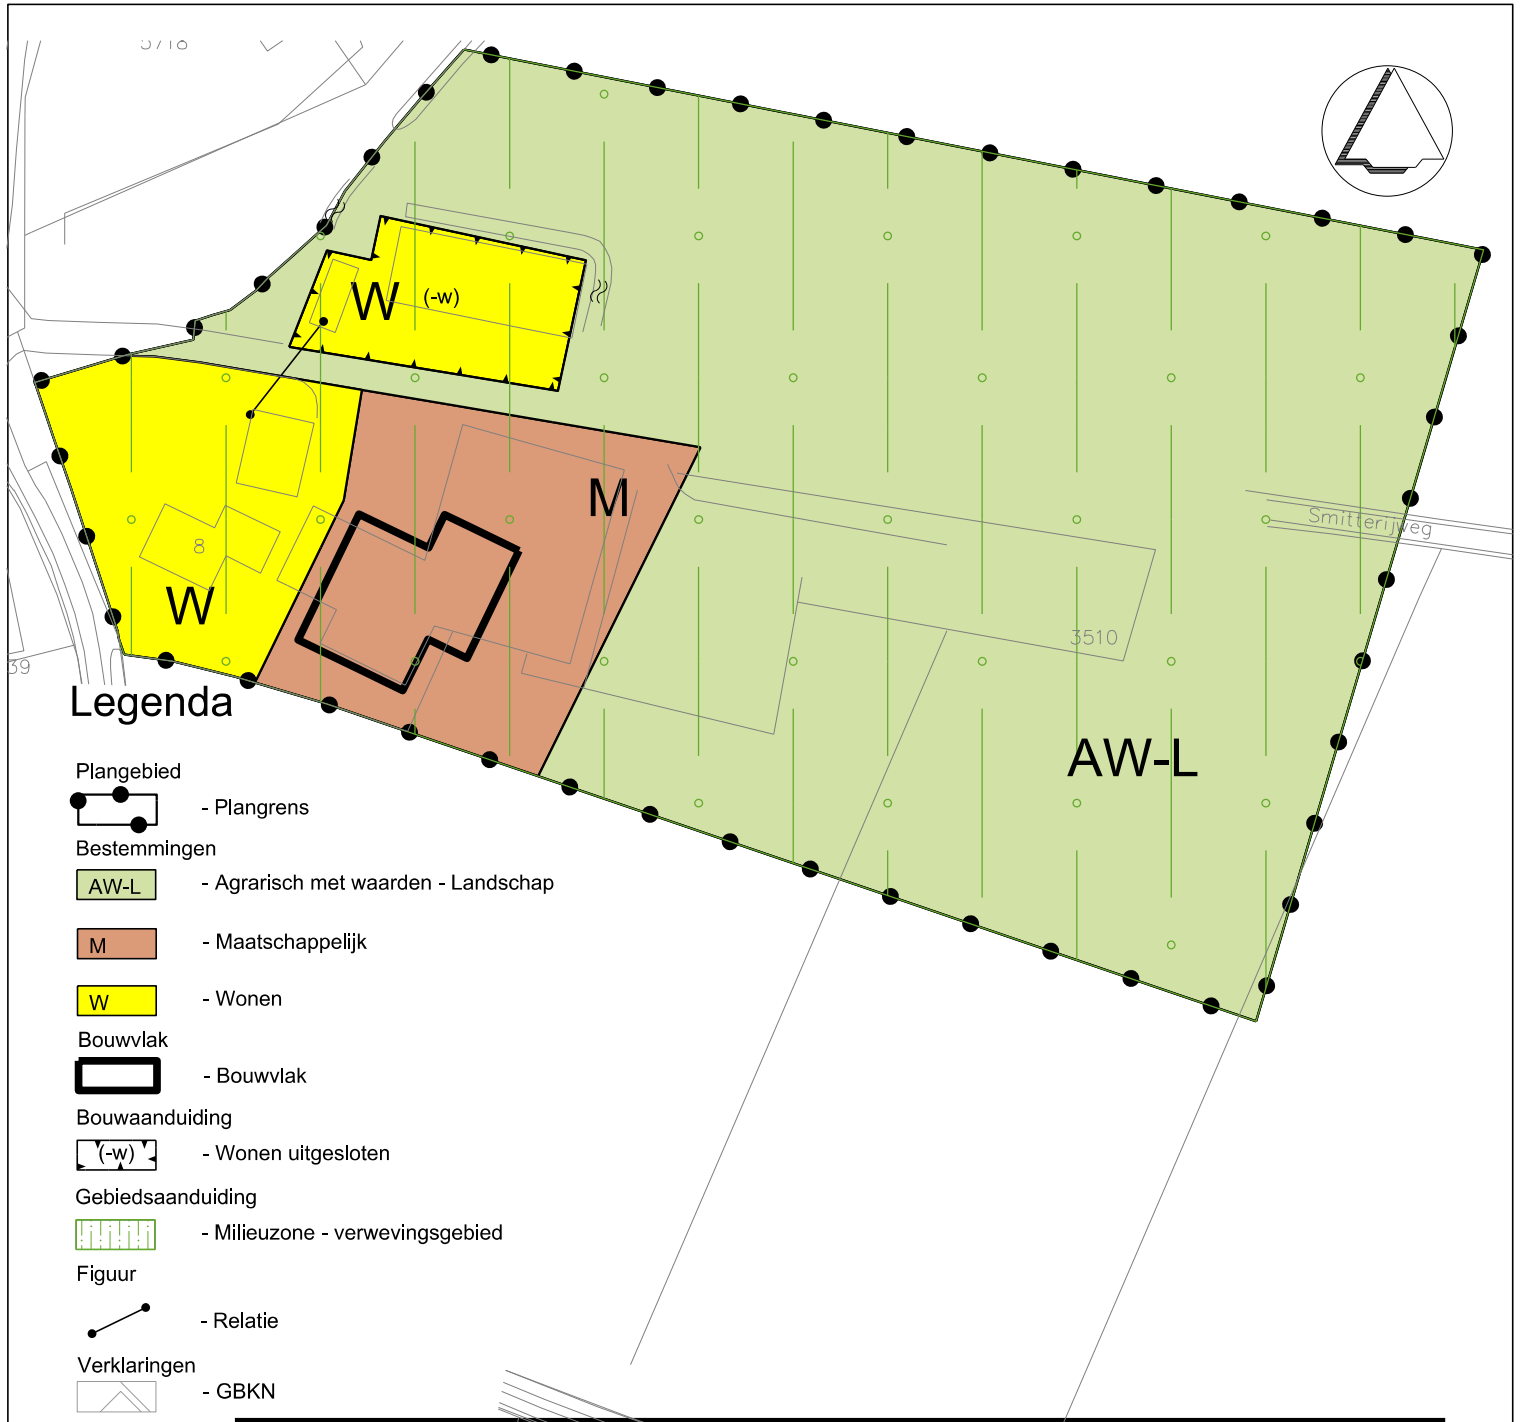 5718
W (-w)
M
Smitterijweg
8
W
3510
39
AW-L
Legenda
Plangebied
- Plangrens
Bestemmingen
AW-L - Agrarisch met waarden - Landschap
M - Maatschappelijk
W - Wonen
Bouwvlak
- Bouwvlak
Bouwaanduiding
(-w) - Wonen uitgesloten
Gebiedsaanduiding
- Milieuzone - verwevingsgebied
Figuur
- Relatie
Verklaringen
- GBKN